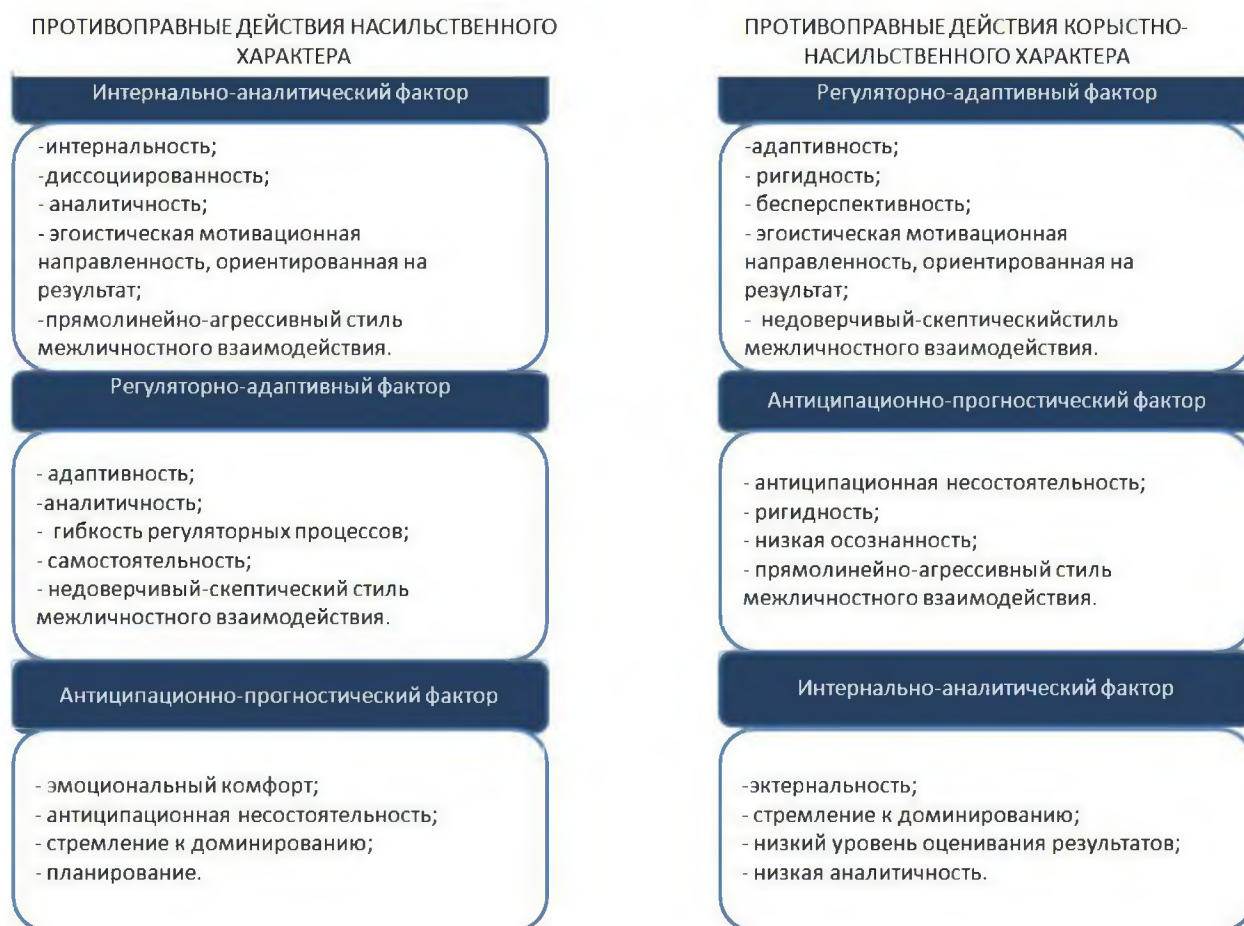 ПРОТИВОПРАВНЫЕ ДЕЙСТВИЯ НАСИЛЬСТВЕННОГО
ХАРАКТЕРА
Интернально-аналитический фактор
-интернальность;
-диссоциированность;
- аналитичность;
- эгоистическая мотивационная
направленность, ориентированная на
результат;
-прямолинейно-агрессивный стиль
межличностного взаимодействия.
Регуляторно-адаптивный фактор
- адаптивность;
-аналитичность;
- гибкость регуляторных процессов;
- самостоятельность;
- недоверчивый-скептический стиль
межличностного взаимодействия.
Антиципационно-прогностический фактор
- эмоциональный комфорт;
- антиципационная несостоятельность;
- стремление к доминированию;
- планирование.
ПРОТИВОПРАВНЫЕ ДЕЙСТВИЯ КОРЫСТНО-
НАСИЛЬСТВЕННОГО ХАРАКТЕРА
Регуляторно-адаптивный фактор
-адаптивность;
- ригидность;
- бесперспективность;
- эгоистическая мотивационная
направленность, ориентированная на
результат;
- недоверчивый-скептическийстиль
межличностного взаимодействия.
Антиципационно-прогностический фактор
- антиципационная несостоятельность;
- ригидность;
- низкая осознанность;
- прямолинейно-агрессивный стиль
межличностного взаимодействия.
Интернально-аналитический фактор
-эктернальность;
- стремление к доминированию;
- низкий уровень оценивания результатов;
- низкая аналитичность.